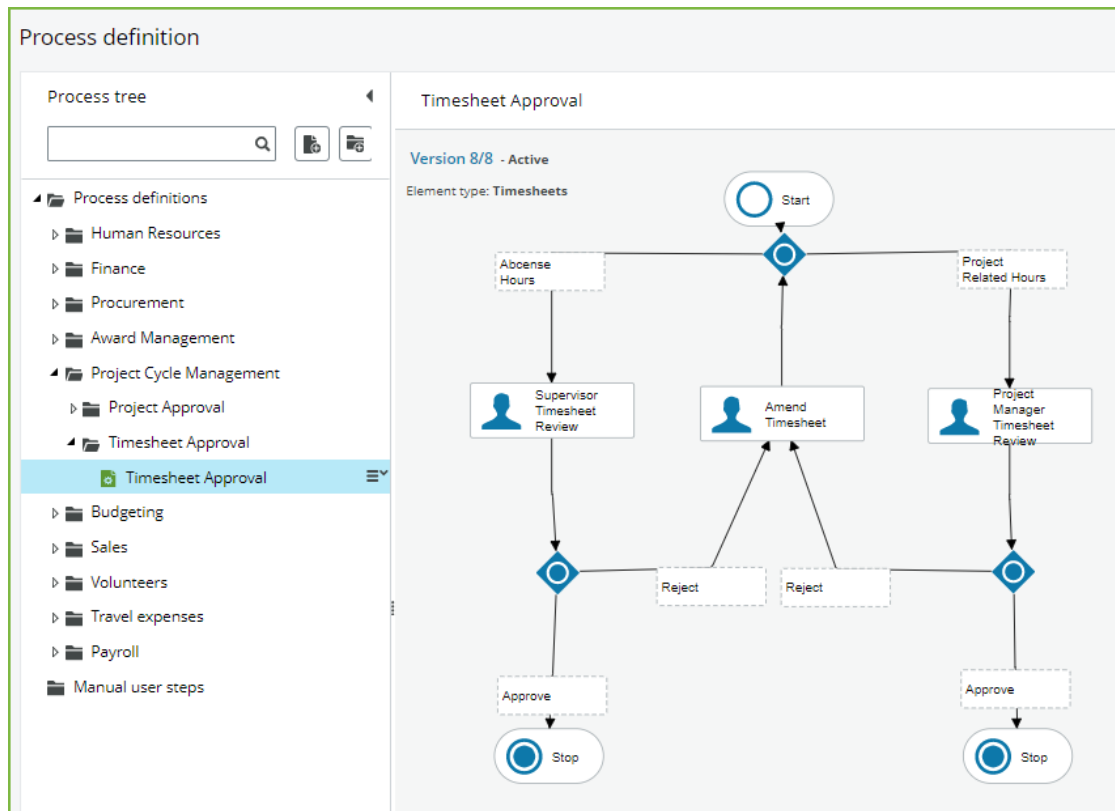 Process definition
Process tree
Process definitions
Human Resources
Finance
Procurement
Award Management
Project Cycle Management
Project Approval
Timesheet Approval
Timesheet Approval
Budgeting
Sales
Volunteers
Travel expenses
Payroll
Manual user steps
Timesheet Approval
Version 8/8 - Active
Element type: Timesheets
Start
Abcense
Hours
Project
Related Hours
Supervisor
Timesheet
Review
Amend
Timesheet
Project
Manager
Timesheet
Review
Reject
Reject
Approve
Approve
Stop
Stop